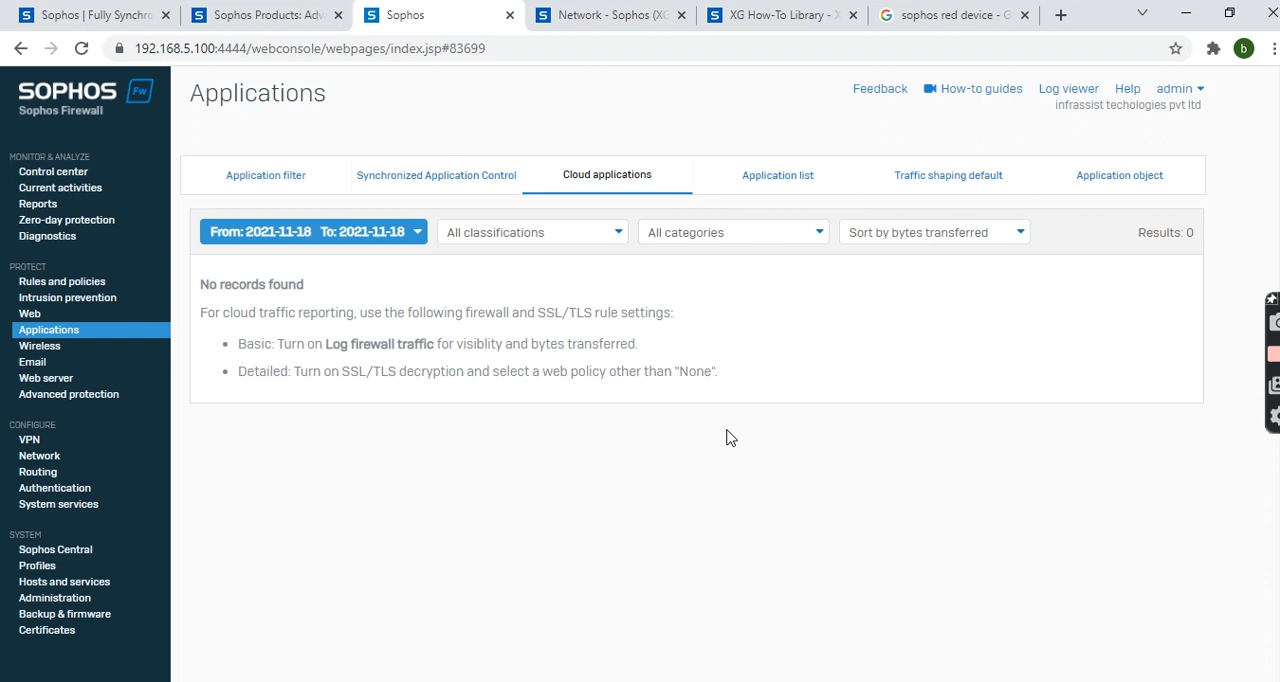 Sophos | Fully Synchro
Sophos Products: Adv
Sophos
Network - Sophos (XG
XG How-To Library - X
sophos red device - G
192.168.5.100:4444/webconsole/webpages/index.jsp#83699
b
SOPHOS Fw
Sophos Firewall
MONITOR & ANALYZE
Control center
Current activities
Reports
Zero-day protection
Diagnostics
PROTECT
Rules and policies
Intrusion prevention
Web
Applications
Wireless
Email
Web server
Advanced protection
CONFIGURE
VPN
Network
Routing
Authentication
System services
SYSTEM
Sophos Central
Profiles
Hosts and services
Administration
Backup & firmware
Certificates
Applications
Feedback How-to guides Log viewer Help admin
infrassist techologies pvt ltd
Application filter Synchronized Application Control Cloud applications Application list Traffic shaping default Application object
From: 2021-11-18 To: 2021-11-18 All classifications All categories Sort by bytes transferred Results: 0
No records found
For cloud traffic reporting, use the following firewall and SSL/TLS rule settings:
• Basic: Turn on Log firewall traffic for visiblity and bytes transferred.
• Detailed: Turn on SSL/TLS decryption and select a web policy other than "None".